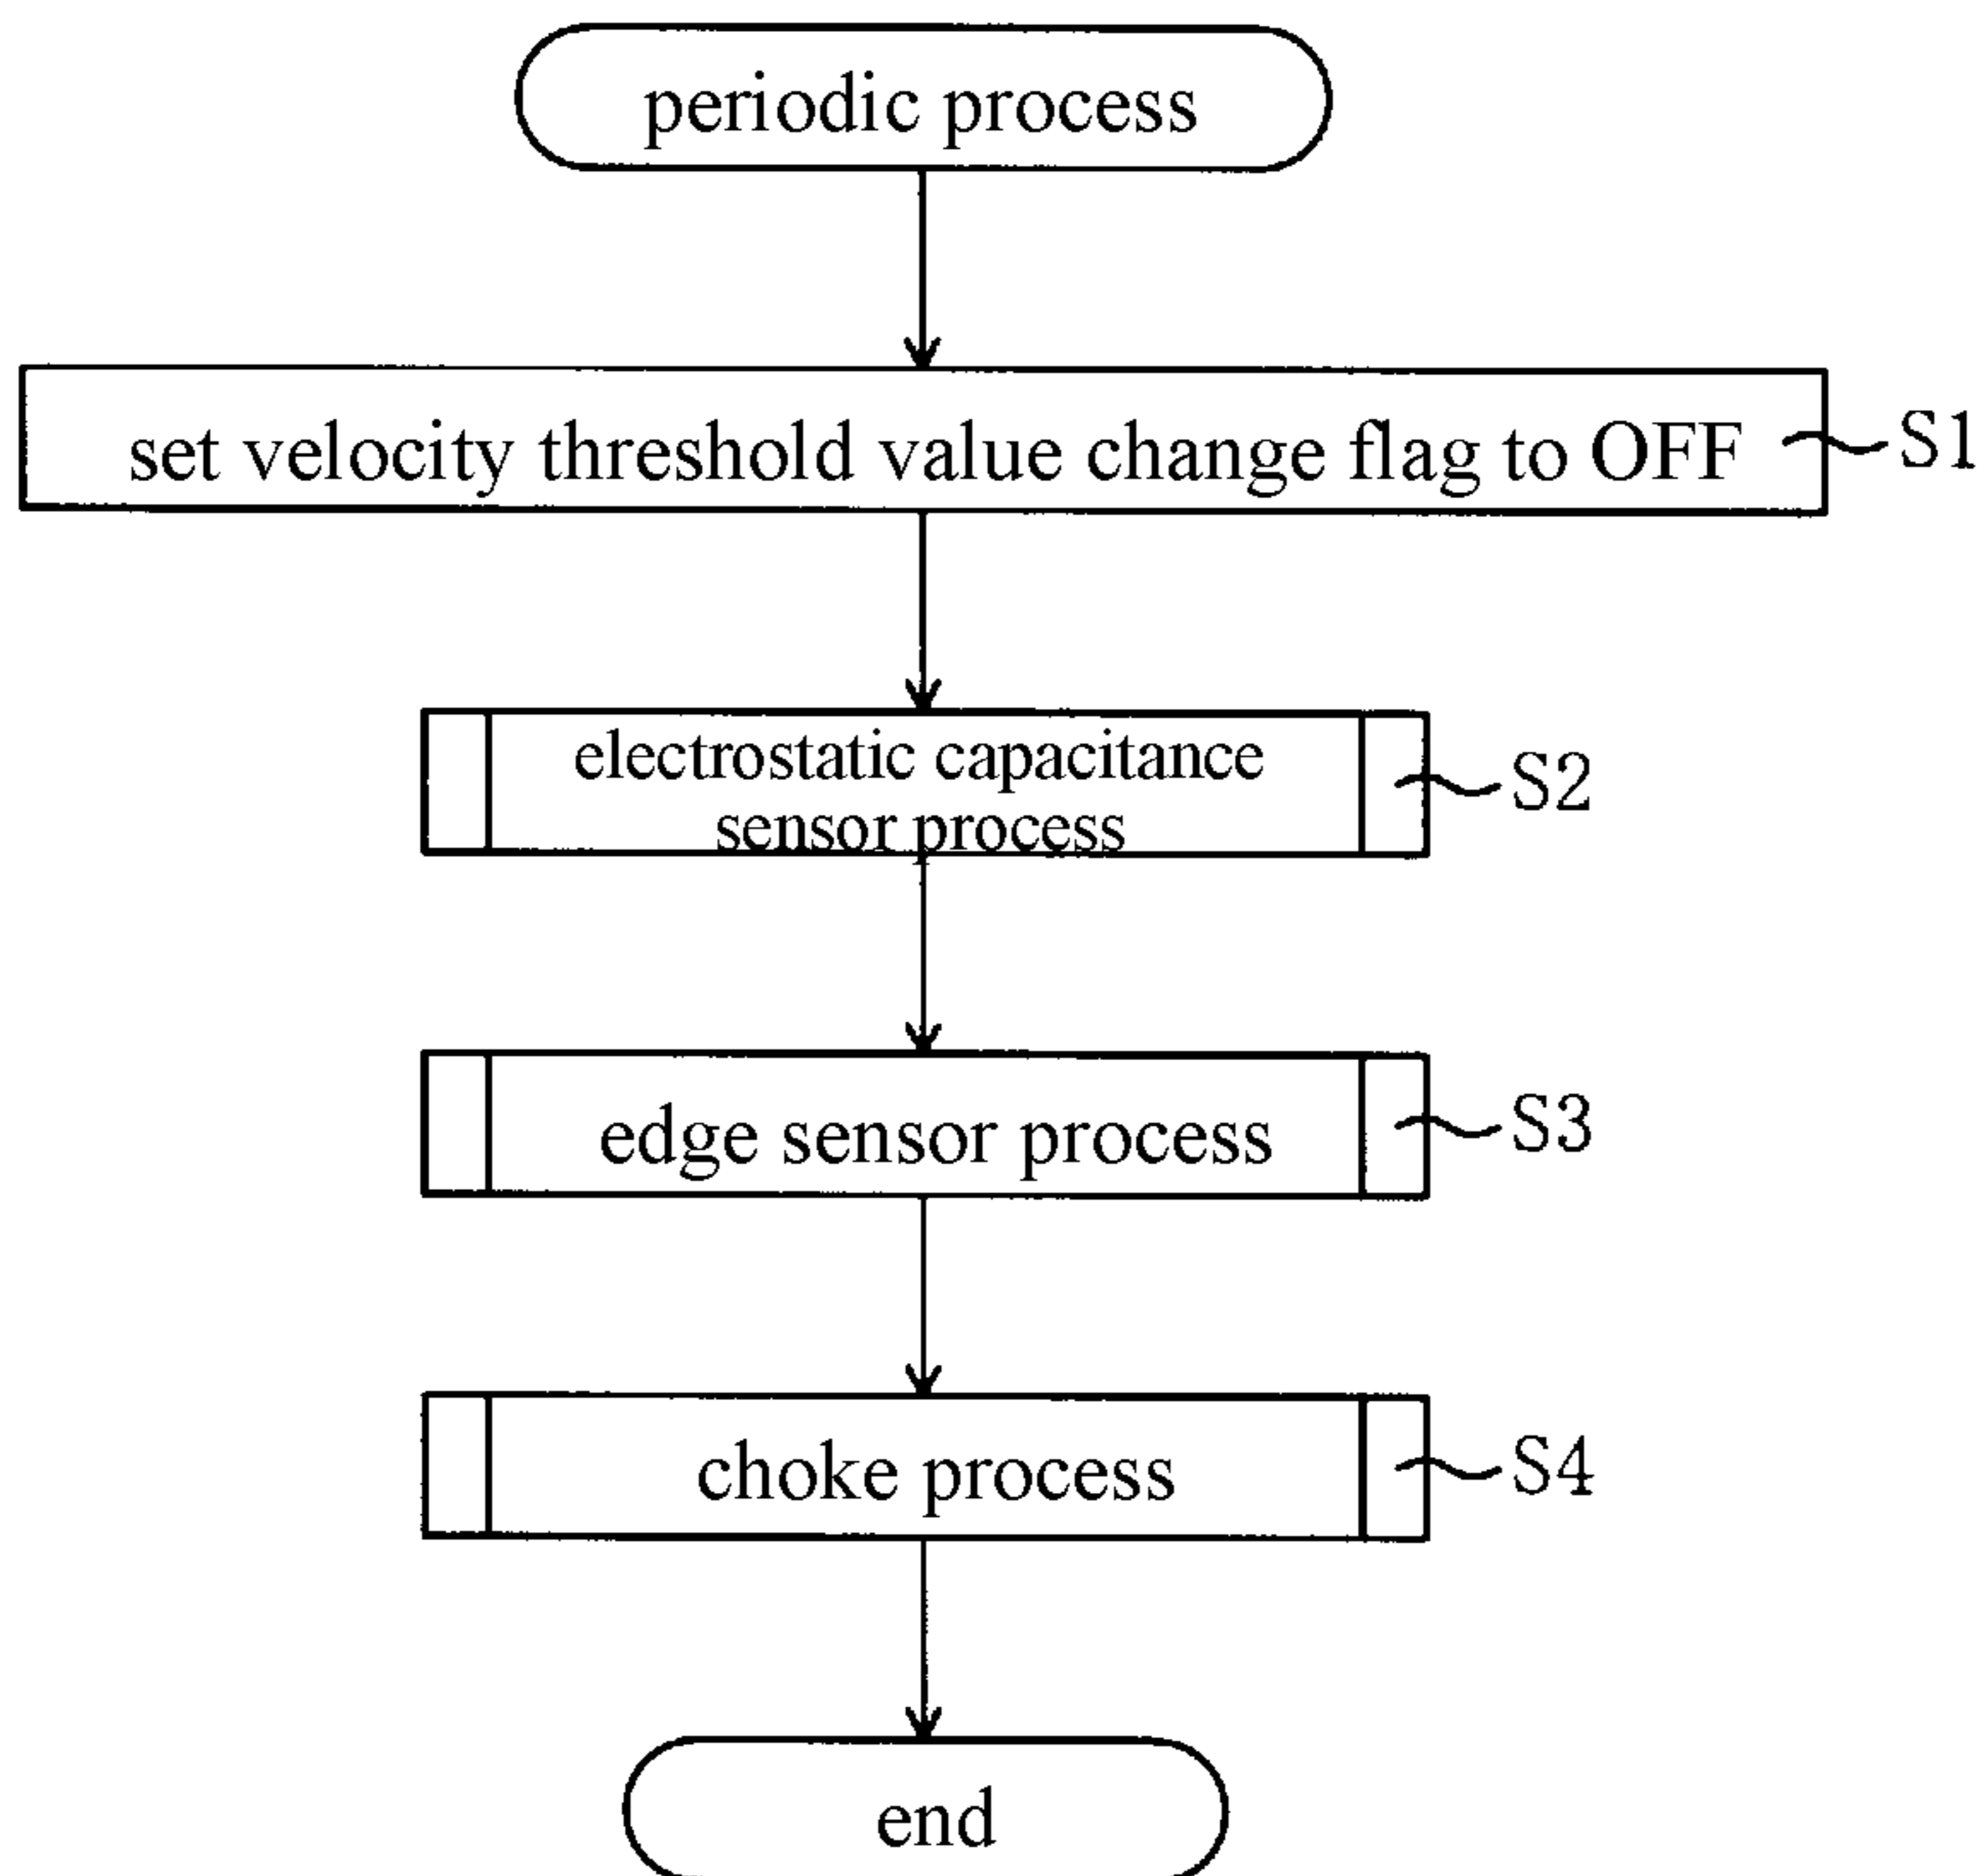 periodic process
set velocity threshold value change flag to OFF
S1
electrostatic capacitance
sensor process
S2
edge sensor process
S3
choke process
S4
end